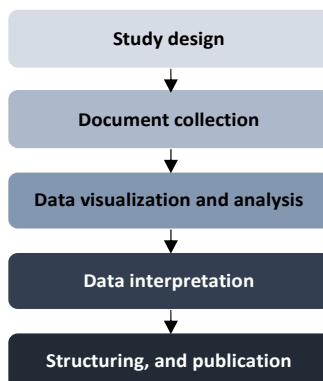 Study design
Document collection
Data visualization and analysis
Data interpretation
Structuring, and publication